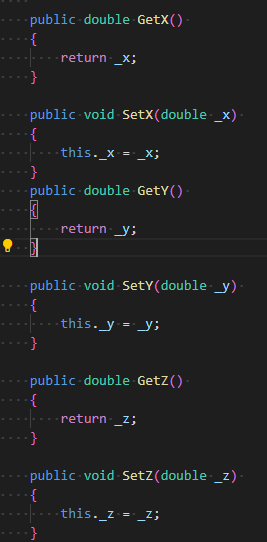 public double GetX()
{
return _x;
}
public void SetX(double _x)
{
this._x = _x;
}
public double GetY()
{
return _y;
}
public void SetY(double _y)
{
this._y = _y;
}
public double GetZ()
{
return _z;
}
public void SetZ(double _z)
{
this._z = _z;
}